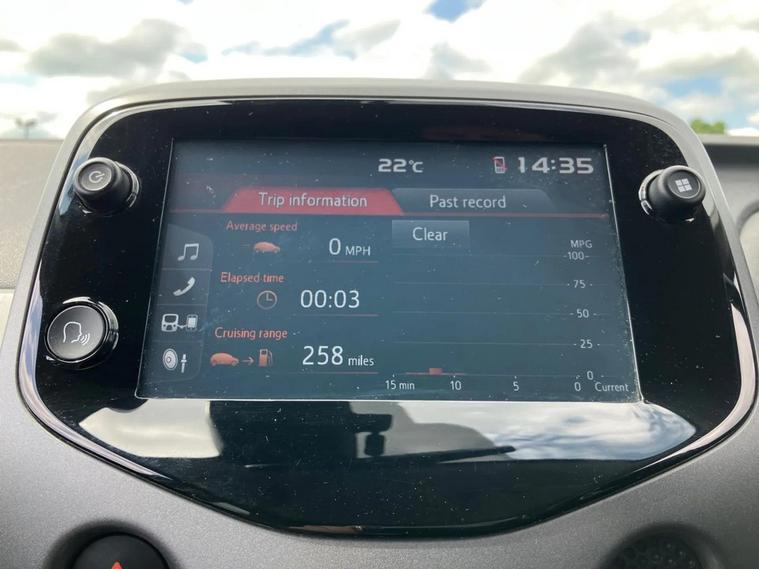 22°C 14:35
Trip information Past record
Average speed
0 MPH
Clear
Elapsed time
00:03
Cruising range
258 miles
MPG
-100-
-75
-50
-25
-0
15 min 10 5 0 Current